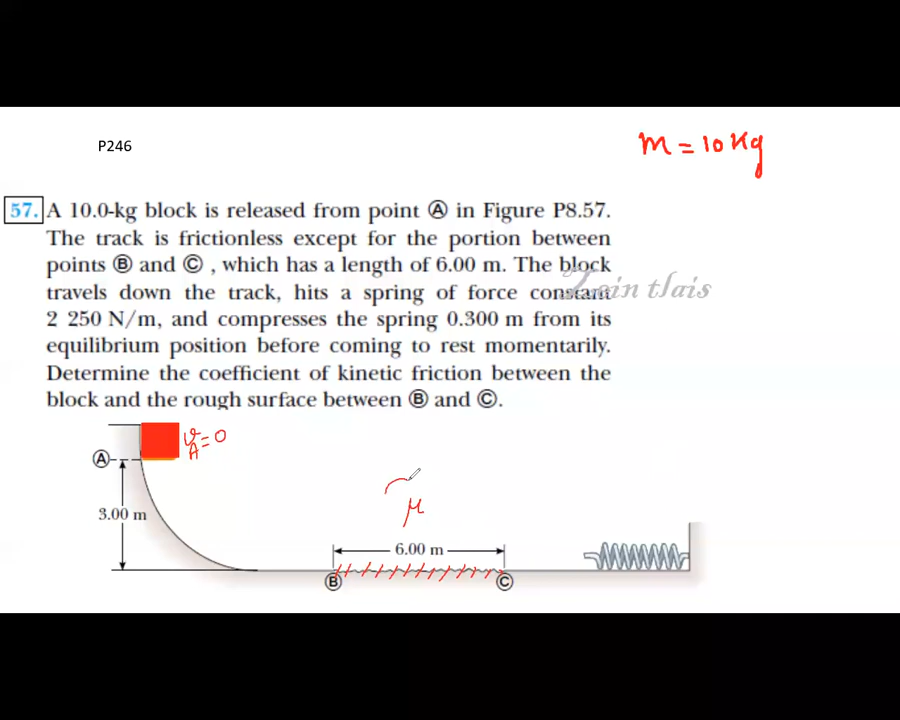 m = 10 Kg
P246
57. A 10.0-kg block is released from point Ⓐ in Figure P8.57.
The track is frictionless except for the portion between
points Ⓑ and Ⓒ , which has a length of 6.00 m. The block
travels down the track, hits a spring of force constant
2 250 N/m, and compresses the spring 0.300 m from its
equilibrium position before coming to rest momentarily.
Determine the coefficient of kinetic friction between the
block and the rough surface between Ⓑ and Ⓒ.
Zein tlais
v_A = 0
Ⓐ
3.00 m
μ
6.00 m
Ⓑ
Ⓒ